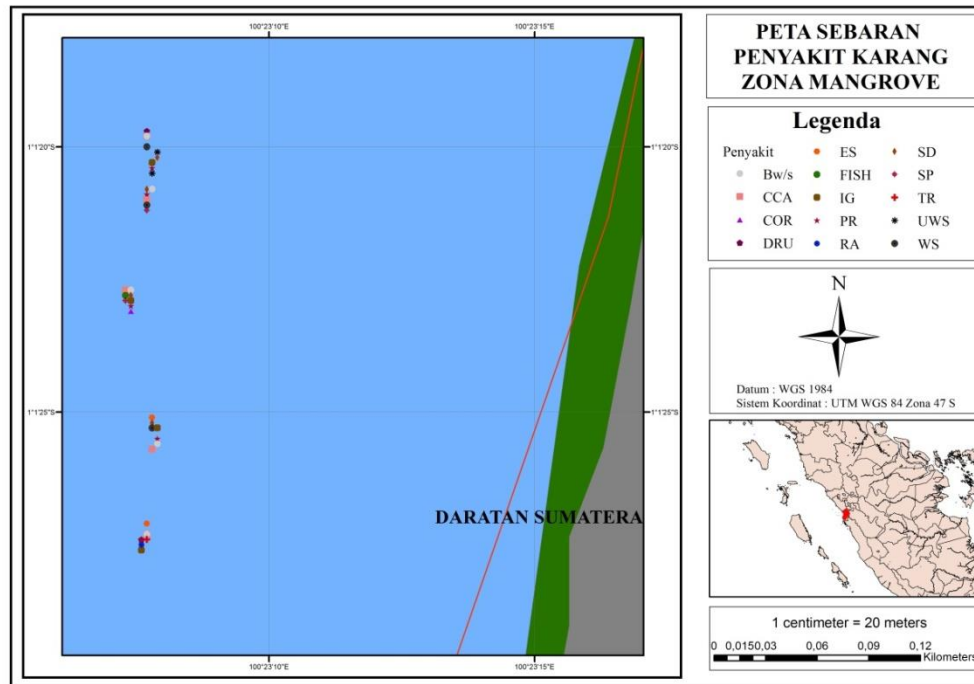 100°23'10"E 100°23'15"E
1°1'20"S 1°1'20"S
1°1'25"S 1°1'25"S
DARATAN SUMATERA
100°23'10"E 100°23'15"E
PETA SEBARAN
PENYAKIT KARANG
ZONA MANGROVE
Legenda
Penyakit ES SD
Bw/s FISH SP
CCA IG TR
COR PR UWS
DRU RA WS
N
Datum : WGS 1984
Sistem Koordinat : UTM WGS 84 Zona 47 S
1 centimeter = 20 meters
0 0,015 0,03 0,06 0,09 0,12
Kilometers